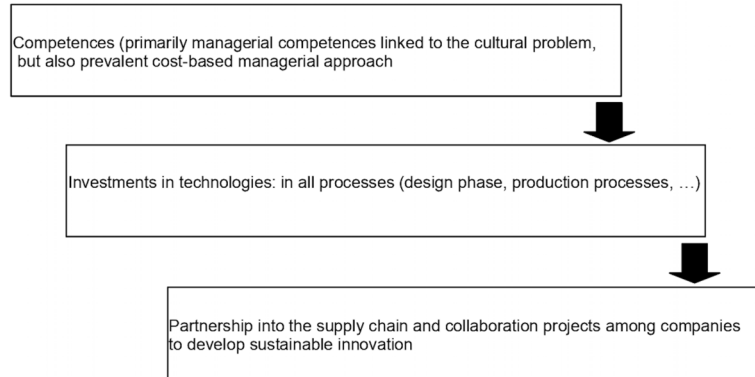 Competences (primarily managerial competences linked to the cultural problem,
but also prevalent cost-based managerial approach
Investments in technologies: in all processes (design phase, production processes, …)
Partnership into the supply chain and collaboration projects among companies
to develop sustainable innovation